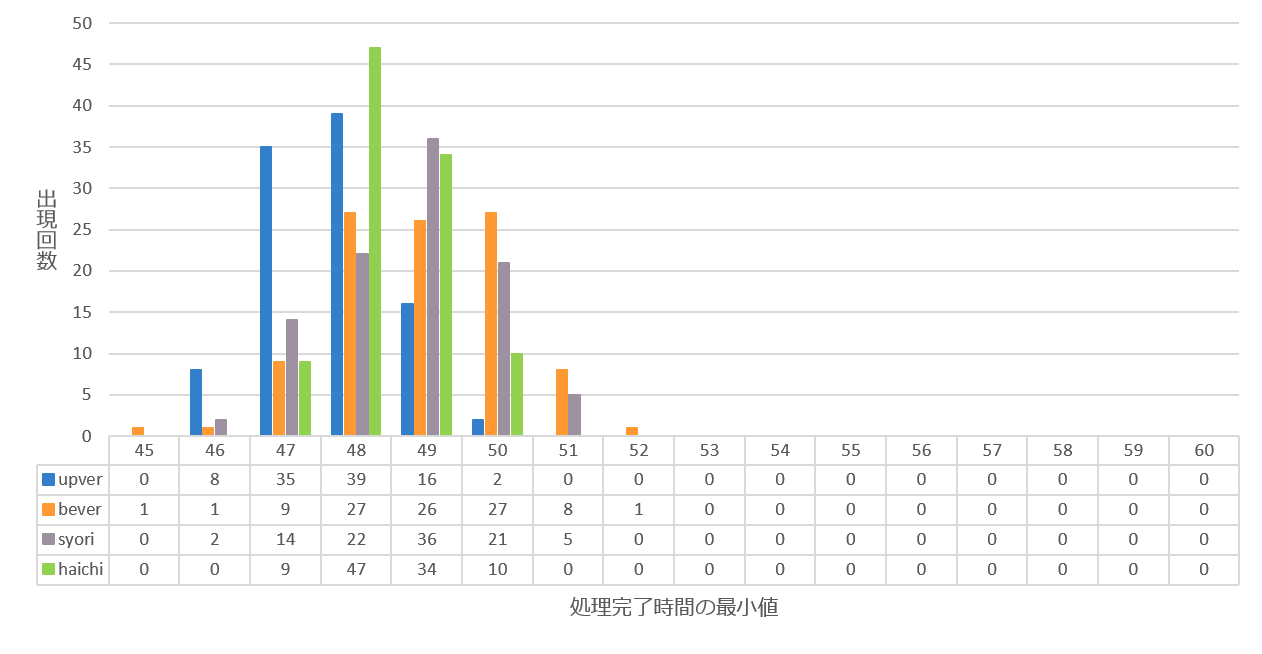 50
45
40
35
30
25
20
15
10
5
0
出現回数
45 46 47 48 49 50 51 52 53 54 55 56 57 58 59 60
upver 0 8 35 39 16 2 0 0 0 0 0 0 0 0 0 0
bever 1 1 9 27 26 27 8 1 0 0 0 0 0 0 0 0
syori 0 2 14 22 36 21 5 0 0 0 0 0 0 0 0 0
haichi 0 0 9 47 34 10 0 0 0 0 0 0 0 0 0 0
処理完了時間の最小値